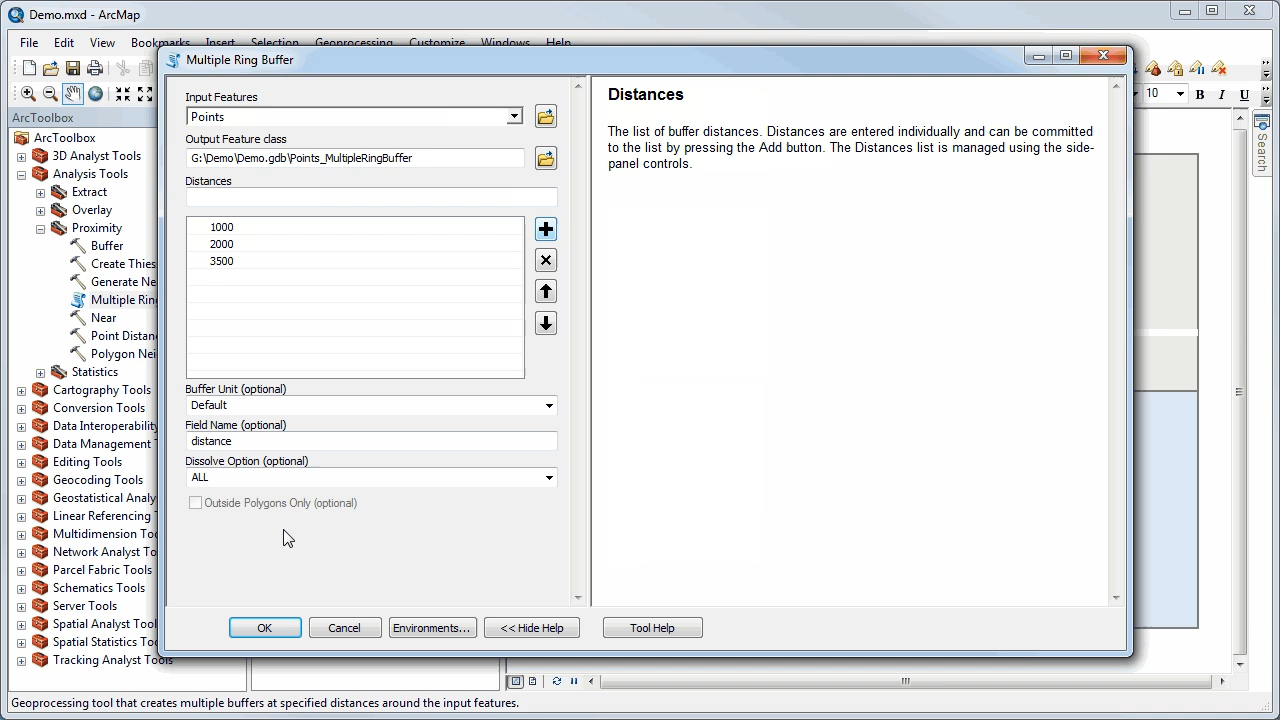 Demo.mxd - ArcMap
File Edit View Bookmarks Insert Selection Geoprocessing Customize Windows Help
Multiple Ring Buffer
10 B I U
ArcToolbox
ArcToolbox
3D Analyst Tools
Analysis Tools
Extract
Overlay
Proximity
Buffer
Create Thies
Generate Ne
Multiple Rin
Near
Point Distan
Polygon Nei
Statistics
Cartography Tools
Conversion Tools
Data Interoperability
Data Management
Editing Tools
Geocoding Tools
Geostatistical Analy
Linear Referencing
Multidimension Too
Network Analyst To
Parcel Fabric Tools
Schematics Tools
Server Tools
Spatial Analyst Tool
Spatial Statistics To
Tracking Analyst Tools
Input Features
Points
Output Feature class
G:\Demo\Demo.gdb\Points_MultipleRingBuffer
Distances
1000
2000
3500
Buffer Unit (optional)
Default
Field Name (optional)
distance
Dissolve Option (optional)
ALL
Outside Polygons Only (optional)
OK Cancel Environments... << Hide Help Tool Help
Distances
The list of buffer distances. Distances are entered individually and can be committed
to the list by pressing the Add button. The Distances list is managed using the side-
panel controls.
Search
Geoprocessing tool that creates multiple buffers at specified distances around the input features.